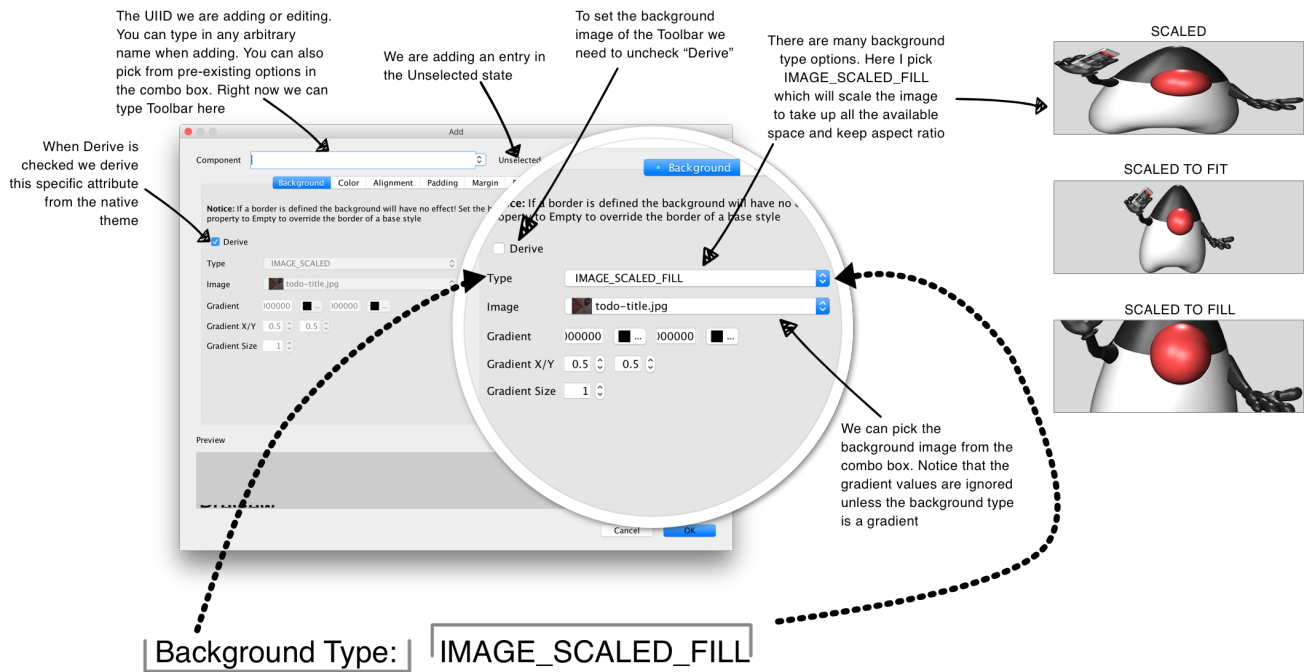 The UIID we are adding or editing.
You can type in any arbitrary
name when adding. You can also
pick from pre-existing options in
the combo box. Right now we can
type Toolbar here
We are adding an entry in
the Unselected state
To set the background
image of the Toolbar we
need to uncheck “Derive”
There are many background
type options. Here I pick
IMAGE_SCALED_FILL
which will scale the image
to take up all the available
space and keep aspect ratio
SCALED
SCALED TO FIT
SCALED TO FILL
When Derive is
checked we derive
this specific attribute
from the native
theme
Add
Component
Unselected
Background Color Alignment Padding Margin
Notice: If a border is defined the background will have no effect! Set the
property to Empty to override the border of a base style
Derive
Type IMAGE_SCALED
Image todo-title.jpg
Gradient 000000 ... 000000 ...
Gradient X/Y 0.5 0.5
Gradient Size 1
Preview
Cancel OK
Background
ce: If a border is defined the background will have no
operty to Empty to override the border of a base style
Derive
Type IMAGE_SCALED_FILL
Image todo-title.jpg
Gradient 000000 ... 000000 ...
Gradient X/Y 0.5 0.5
Gradient Size 1
We can pick the
background image from the
combo box. Notice that the
gradient values are ignored
unless the background type
is a gradient
Background Type: IMAGE_SCALED_FILL